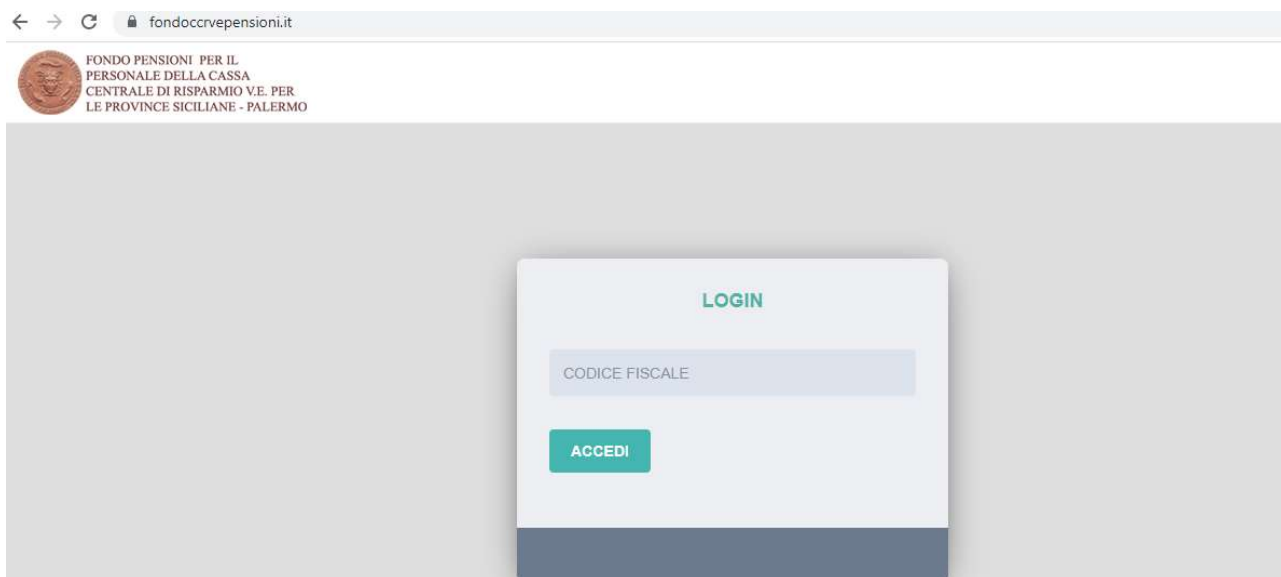 fondoccrvepensioni.it
FONDO PENSIONI PER IL
PERSONALE DELLA CASSA
CENTRALE DI RISPARMIO V.E. PER
LE PROVINCE SICILIANE - PALERMO
LOGIN
CODICE FISCALE
ACCEDI